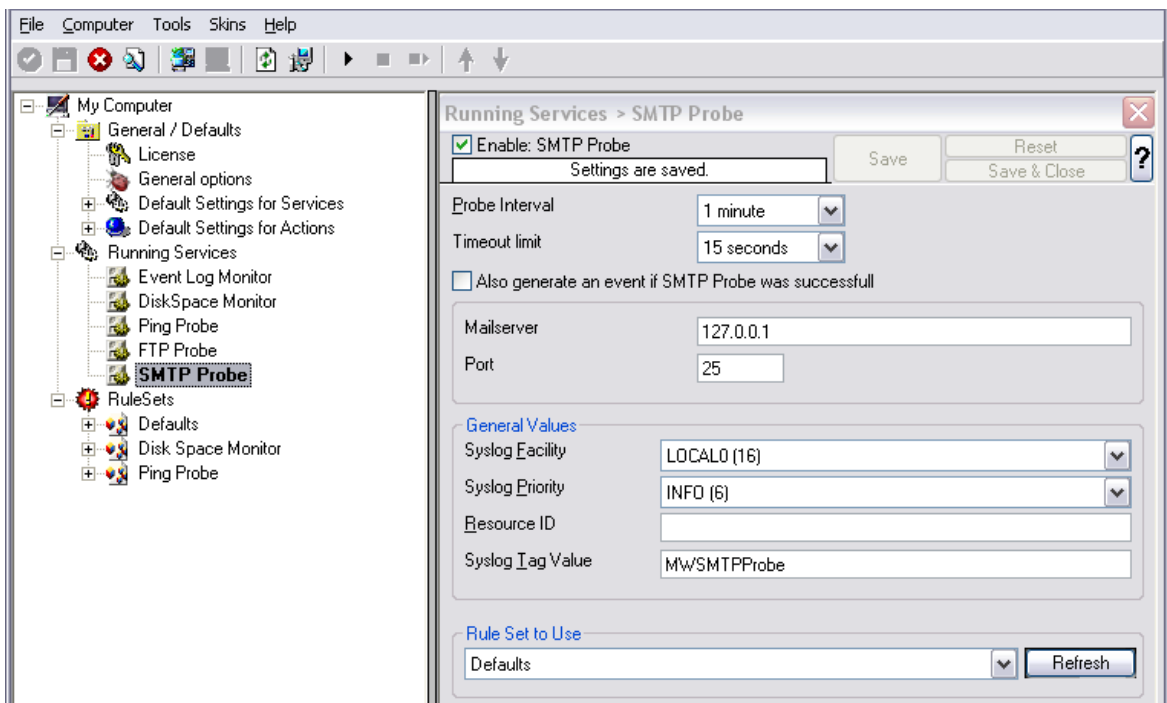 File Computer Tools Skins Help
My Computer
General / Defaults
License
General options
Default Settings for Services
Default Settings for Actions
Running Services
Event Log Monitor
DiskSpace Monitor
Ping Probe
FTP Probe
SMTP Probe
RuleSets
Defaults
Disk Space Monitor
Ping Probe
Running Services > SMTP Probe
Enable: SMTP Probe
Settings are saved.
Save
Reset
Save & Close
?
Probe Interval
1 minute
Timeout limit
15 seconds
Also generate an event if SMTP Probe was successfull
Mailserver
127.0.0.1
Port
25
General Values
Syslog Facility
LOCAL0 (16)
Syslog Priority
INFO (6)
Resource ID
Syslog Tag Value
MWSMTPProbe
Rule Set to Use
Defaults
Refresh